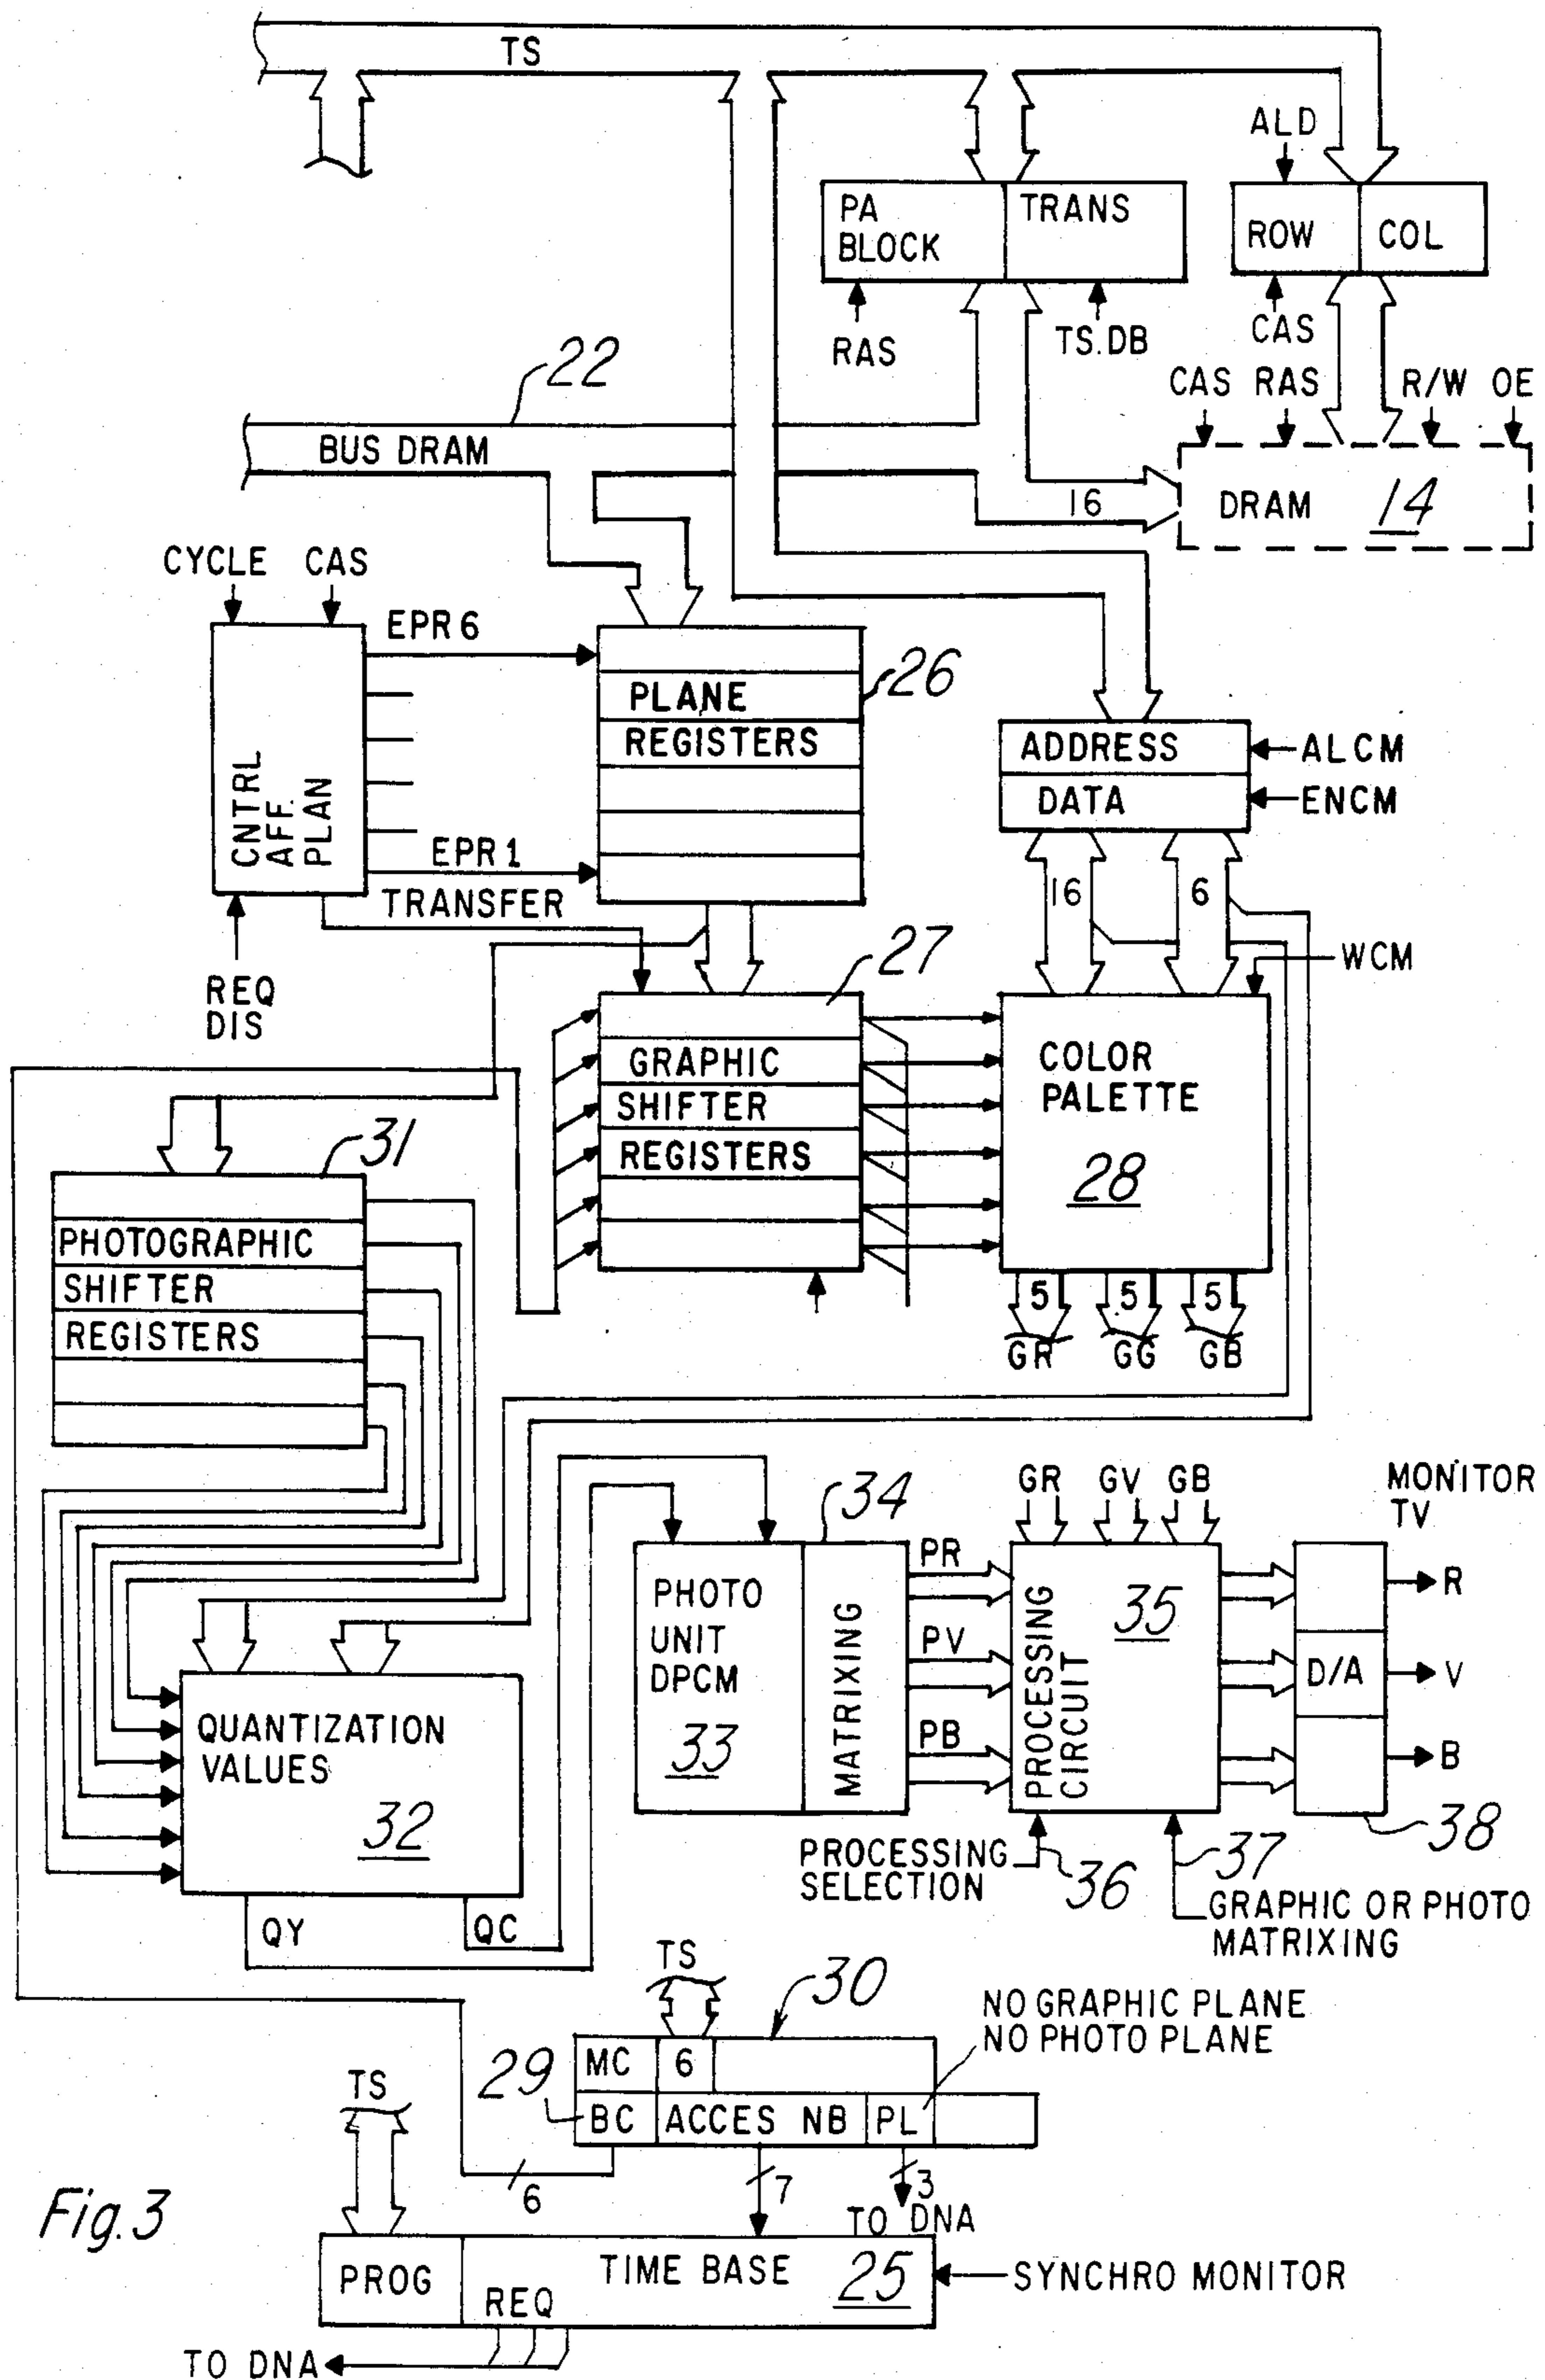 TS
ALD
PA
BLOCK
TRANS
ROW
COL
RAS
TS.DB
CAS
22
CAS RAS
R/W OE
BUS DRAM
16
DRAM 14
CYCLE CAS
EPR 6
26
PLANE
REGISTERS
CNTRL
AFF.
PLAN
ADDRESS
ALCM
DATA
ENCM
EPR 1
TRANSFER
16
6
27
WCM
REQ
DIS
GRAPHIC
SHIFTER
REGISTERS
COLOR
PALETTE
28
31
PHOTOGRAPHIC
SHIFTER
REGISTERS
5 5 5
GR GG GB
34
GR GV GB
MONITOR
TV
PHOTO
UNIT
DPCM
33
MATRIXING
PR
PV
PB
PROCESSING
CIRCUIT
35
D/A
R
V
B
38
QUANTIZATION
VALUES
32
PROCESSING
SELECTION
36
37
GRAPHIC OR PHOTO
MATRIXING
QY
QC
TS
30
NO GRAPHIC PLANE
NO PHOTO PLANE
29
MC 6
BC ACCES NB PL
TS
6
7
3
TO DNA
Fig.3
PROG
REQ
TIME BASE 25
SYNCHRO MONITOR
TO DNA